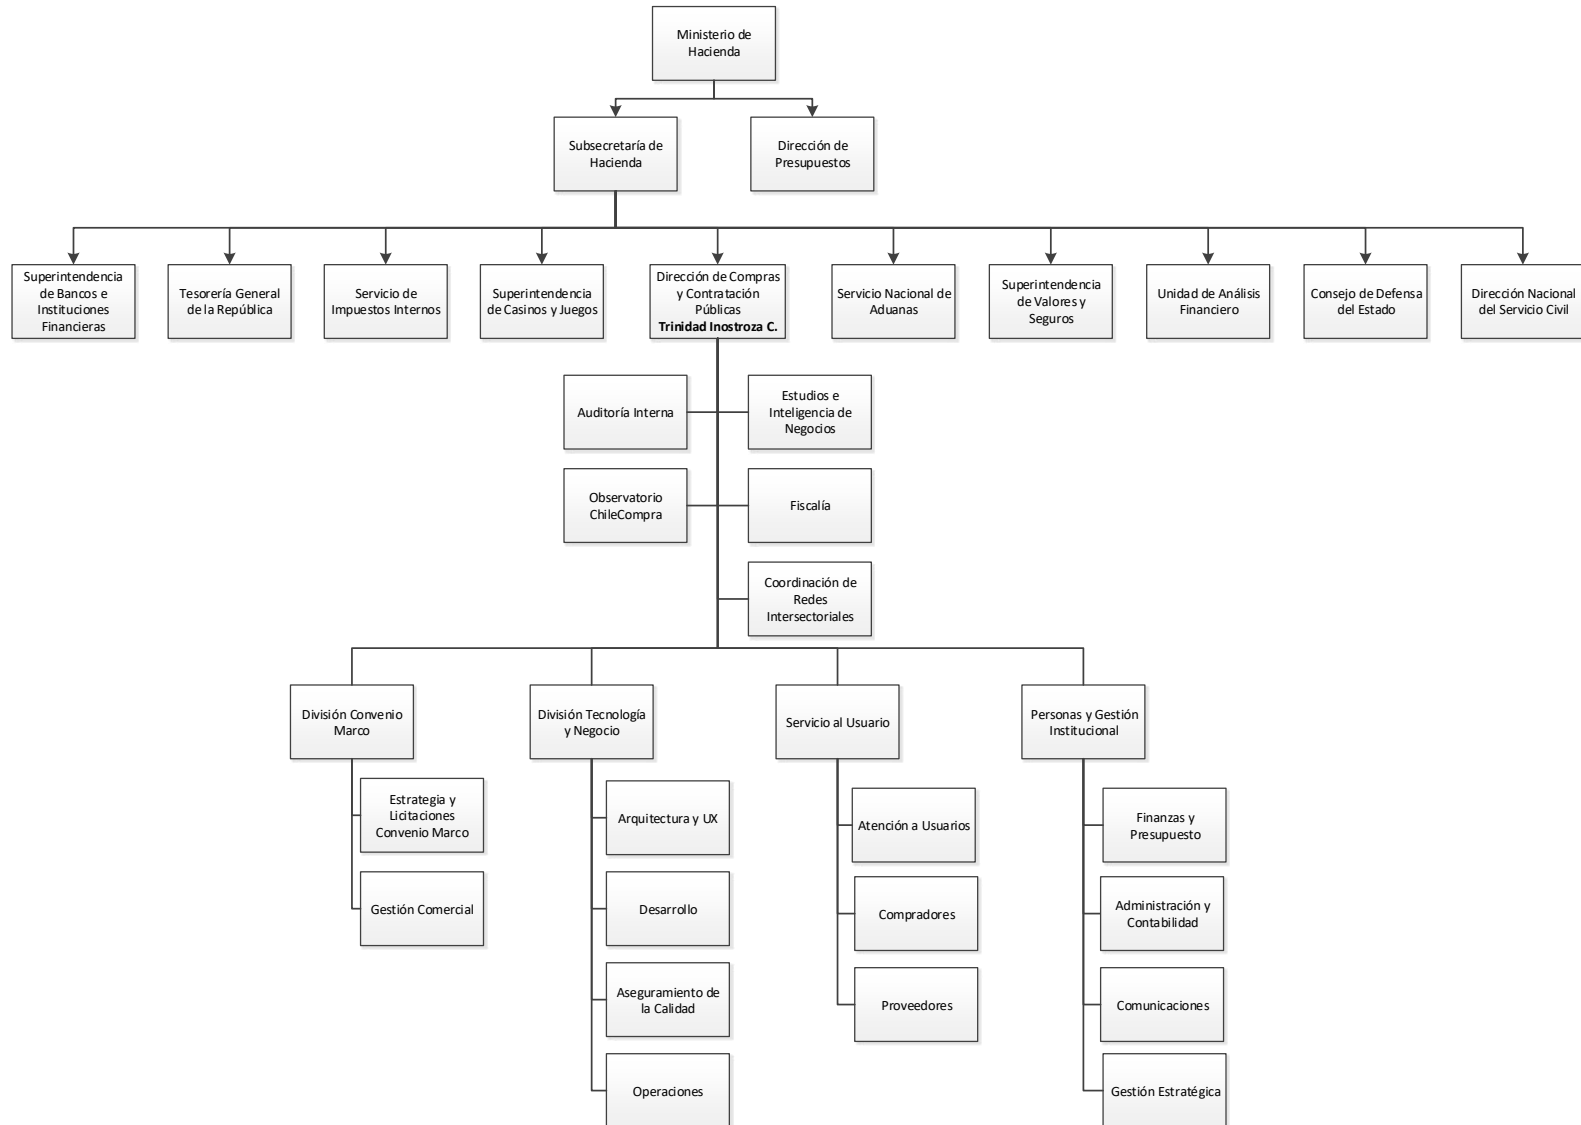 Ministerio de
Hacienda
Subsecretaría de
Hacienda
Dirección de
Presupuestos
Superintendencia
de Bancos e
Instituciones
Financieras
Tesorería General
de la República
Servicio de
Impuestos Internos
Superintendencia
de Casinos y Juegos
Dirección de Compras
y Contratación
Públicas
Trinidad Inostroza C.
Servicio Nacional de
Aduanas
Superintendencia
de Valores y
Seguros
Unidad de Análisis
Financiero
Consejo de Defensa
del Estado
Dirección Nacional
del Servicio Civil
Auditoría Interna
Estudios e
Inteligencia de
Negocios
Observatorio
ChileCompra
Fiscalía
Coordinación de
Redes
Intersectoriales
División Convenio
Marco
División Tecnología
y Negocio
Servicio al Usuario
Personas y Gestión
Institucional
Estrategia y
Licitaciones
Convenio Marco
Gestión Comercial
Arquitectura y UX
Desarrollo
Aseguramiento de
la Calidad
Operaciones
Atención a Usuarios
Compradores
Proveedores
Finanzas y
Presupuesto
Administración y
Contabilidad
Comunicaciones
Gestión Estratégica